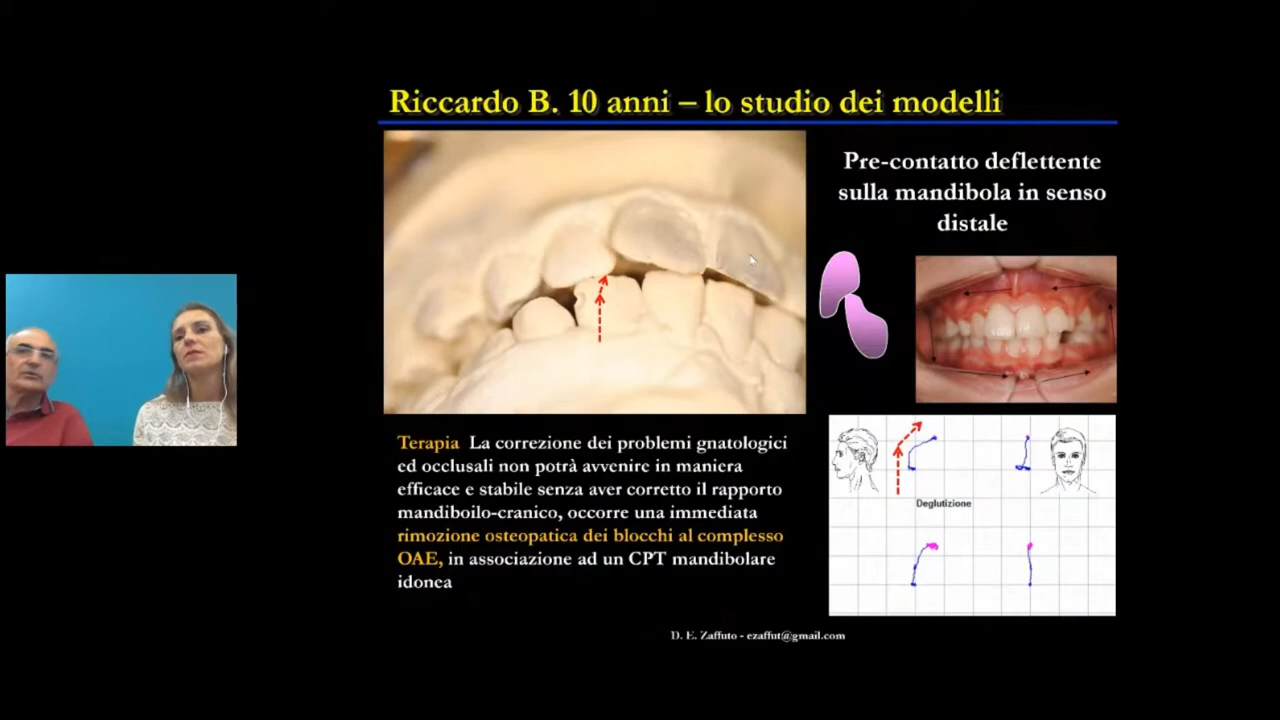 Riccardo B. 10 anni – lo studio dei modelli
Pre-contatto deflettente
sulla mandibola in senso
distale
Terapia La correzione dei problemi gnatologici
ed occlusali non potrà avvenire in maniera
efficace e stabile senza aver corretto il rapporto
mandiboilo-cranico, occorre una immediata
rimozione osteopatica dei blocchi al complesso
OAE, in associazione ad un CPT mandibolare
idonea
Deglutizione
D. E. Zaffuto - ezaffut@gmail.com